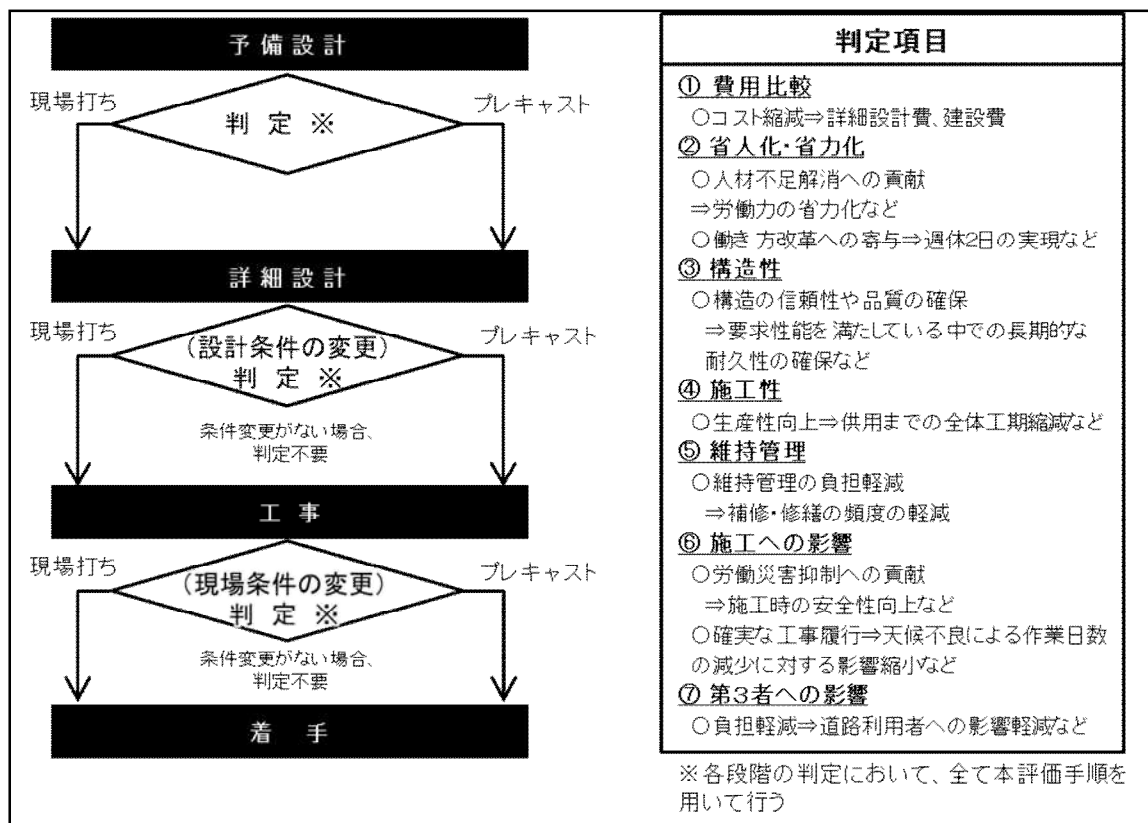 予備設計
現場打ち
プレキャスト
判 定 ※
詳細設計
現場打ち
プレキャスト
(設計条件の変更)
判 定 ※
条件変更がない場合、
判定不要
工 事
現場打ち
プレキャスト
(現場条件の変更)
判 定 ※
条件変更がない場合、
判定不要
着 手
判定項目
① 費用比較
○コスト縮減⇒詳細設計費、建設費
② 省人化・省力化
○人材不足解消への貢献
⇒労働力の省力化など
○働き方改革への寄与⇒週休2日の実現など
③ 構造性
○構造の信頼性や品質の確保
⇒要求性能を満たしている中での長期的な
耐久性の確保など
④ 施工性
○生産性向上⇒供用までの全体工期縮減など
⑤ 維持管理
○維持管理の負担軽減
⇒補修・修繕の頻度の軽減
⑥ 施工への影響
○労働災害抑制への貢献
⇒施工時の安全性向上など
○確実な工事履行⇒天候不良による作業日数
の減少に対する影響縮小など
⑦ 第3者への影響
○負担軽減⇒道路利用者への影響軽減など
※各段階の判定において、全て本評価手順を
用いて行う